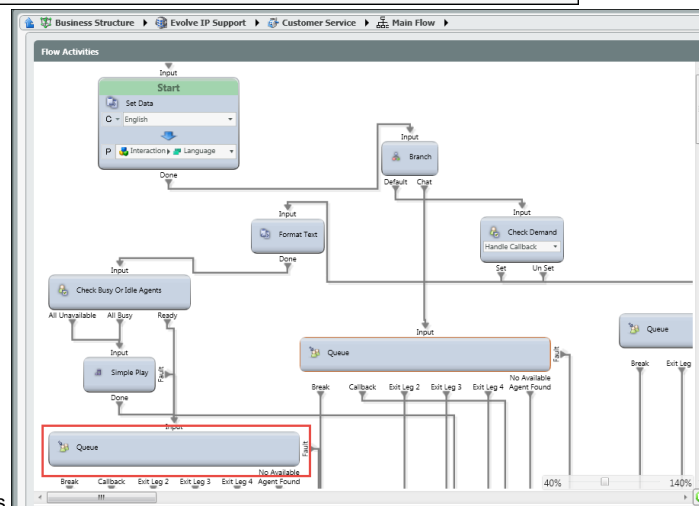 Business Structure Evolve IP Support Customer Service Main Flow
Flow Activities
Input
Start
Set Data
C English
P Interaction Language
Done
Input
Branch
Default Chat
Input
Check Demand
Handle Callback
Set Un Set
Input
Format Text
Done
Input
Check Busy Or Idle Agents
All Unavailable All Busy Ready
Input
Simple Play
Fault
Done
Input
Queue
Fault
Break Callback Exit Leg 2 Exit Leg 3 Exit Leg 4 No Available
Agent Found
Queue
Break Exit Leg
Input
Queue
Fault
Break Callback Exit Leg 2 Exit Leg 3 Exit Leg 4 No Available
Agent Found
40% 140%
s